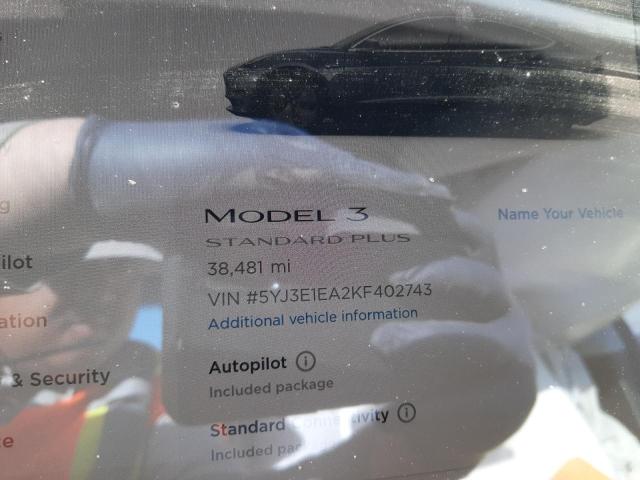 MODEL 3
Name Your Vehicle
STANDARD PLUS
ilot
38,481 mi
VIN #5YJ3E1EA2KF402743
Additional vehicle information
ation
Autopilot
& Security
Included package
Standard
Included